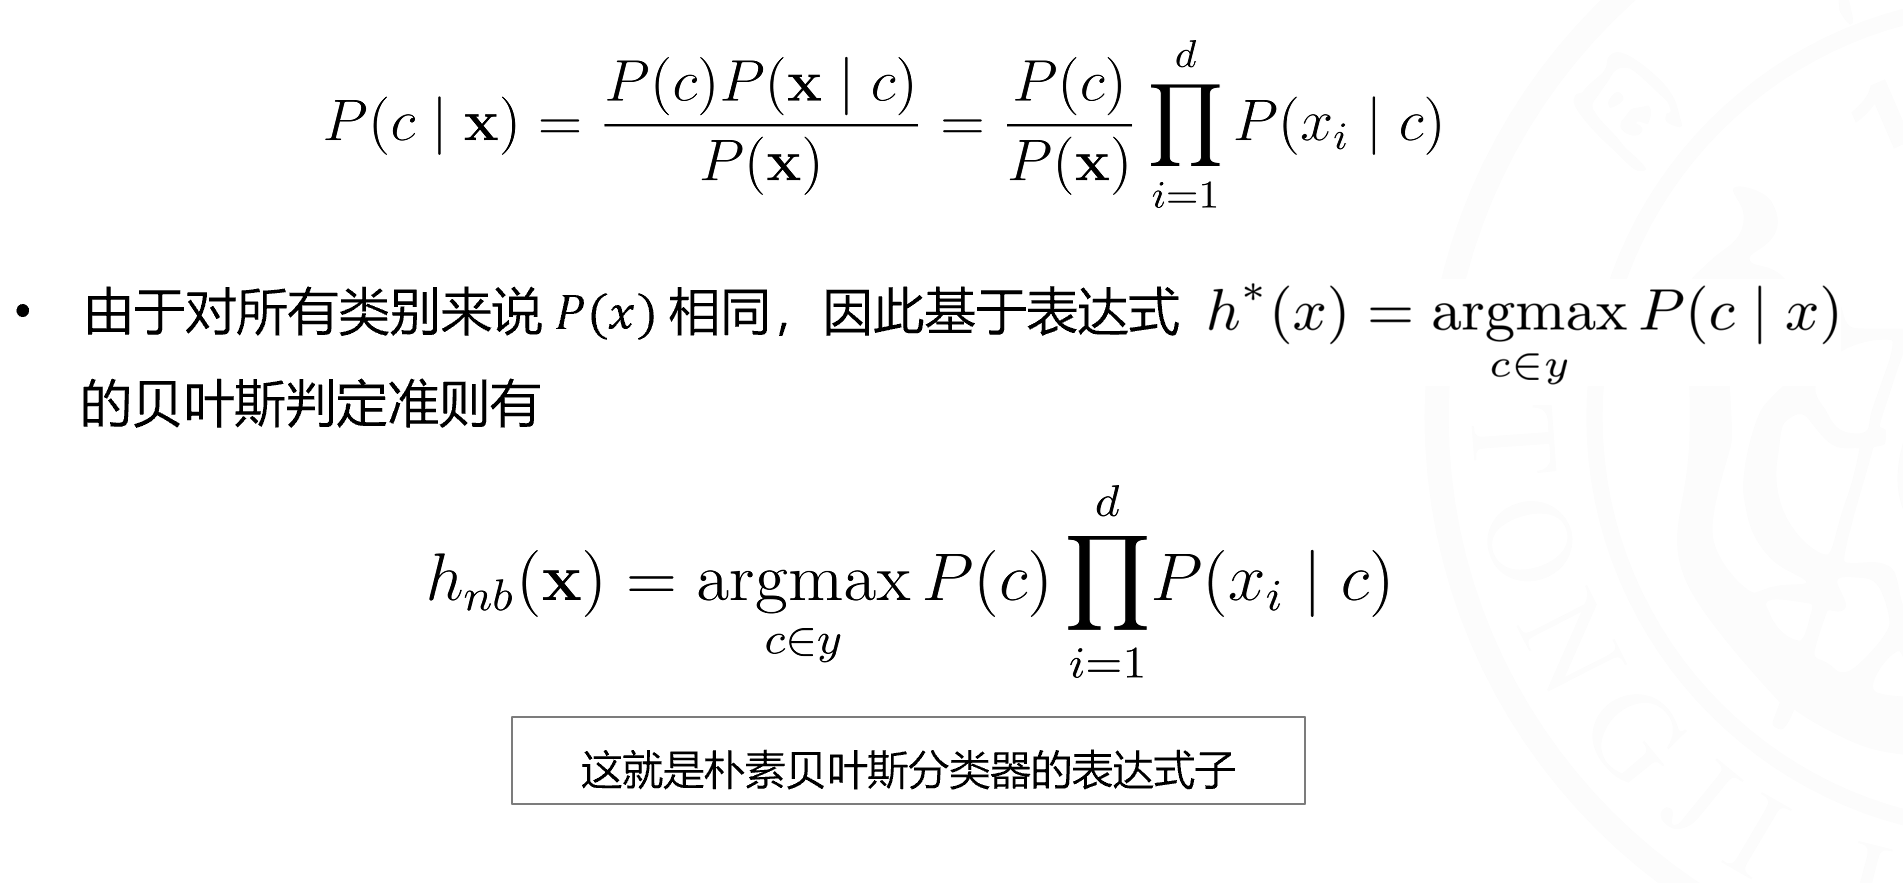 P(c | x) = P(c)P(x | c) / P(x) = P(c) / P(x) ∏_{i=1}^{d} P(x_i | c)
• 由于对所有类别来说 P(x) 相同，因此基于表达式 h*(x) = argmax_{c∈y} P(c | x)
的贝叶斯判定准则有
h_{nb}(x) = argmax_{c∈y} P(c) ∏_{i=1}^{d} P(x_i | c)
这就是朴素贝叶斯分类器的表达式子
TONGJI